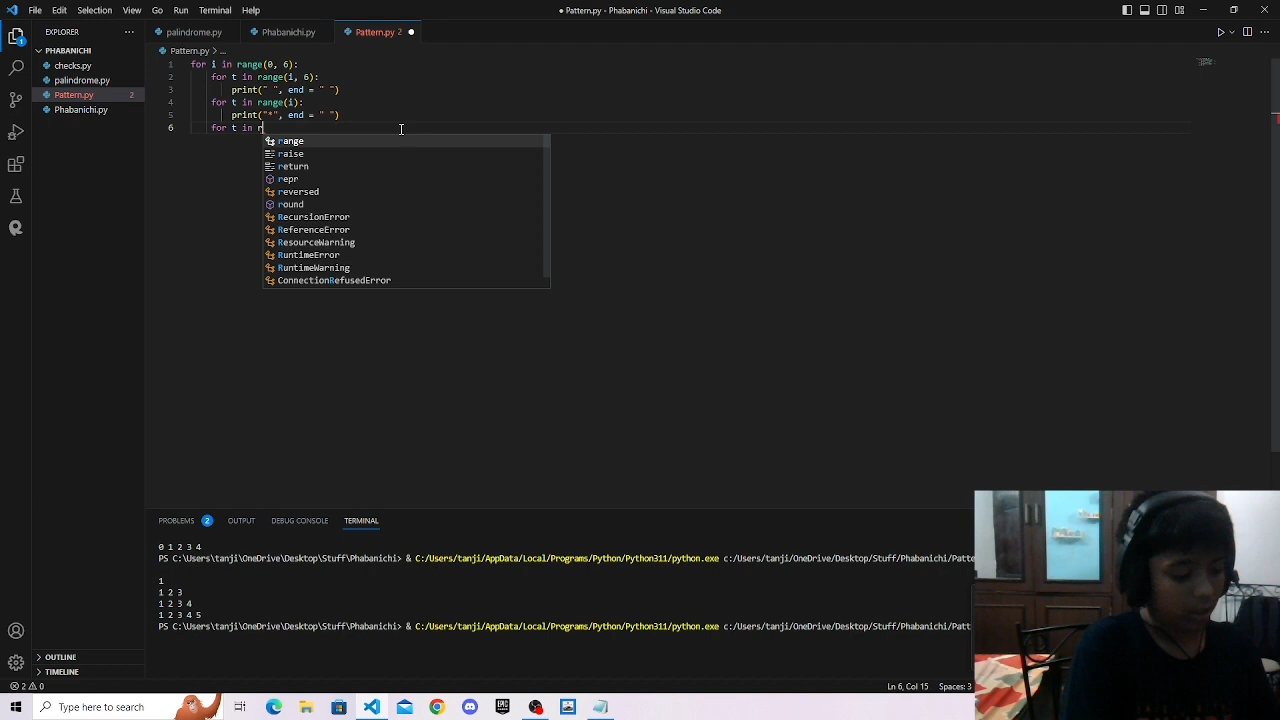 File Edit Selection View Go Run Terminal Help
● Pattern.py - Phabanichi - Visual Studio Code
EXPLORER
palindrome.py
Phabanichi.py
Pattern.py 2
PHABANICHI
checks.py
palindrome.py
Pattern.py 2
Phabanichi.py
Pattern.py > ...
1 for i in range(0, 6):
2 for t in range(i, 6):
3 print(" ", end = " ")
4 for t in range(i):
5 print("*", end = " ")
6 for t in r
range
raise
return
repr
reversed
round
RecursionError
ReferenceError
ResourceWarning
RuntimeError
RuntimeWarning
ConnectionRefusedError
PROBLEMS 2 OUTPUT DEBUG CONSOLE TERMINAL
0 1 2 3 4
PS C:\Users\tanji\OneDrive\Desktop\Stuff\Phabanichi> & C:/Users/tanji/AppData/Local/Programs/Python/Python311/python.exe c:/Users/tanji/OneDrive/Desktop/Stuff/Phabanichi/Patte
1
1 2 3
1 2 3 4
1 2 3 4 5
PS C:\Users\tanji\OneDrive\Desktop\Stuff\Phabanichi> & C:/Users/tanji/AppData/Local/Programs/Python/Python311/python.exe c:/Users/tanji/OneDrive/Desktop/Stuff/Phabanichi/Patt
OUTLINE
TIMELINE
2 0
Ln 6, Col 15 Spaces: 3
Type here to search